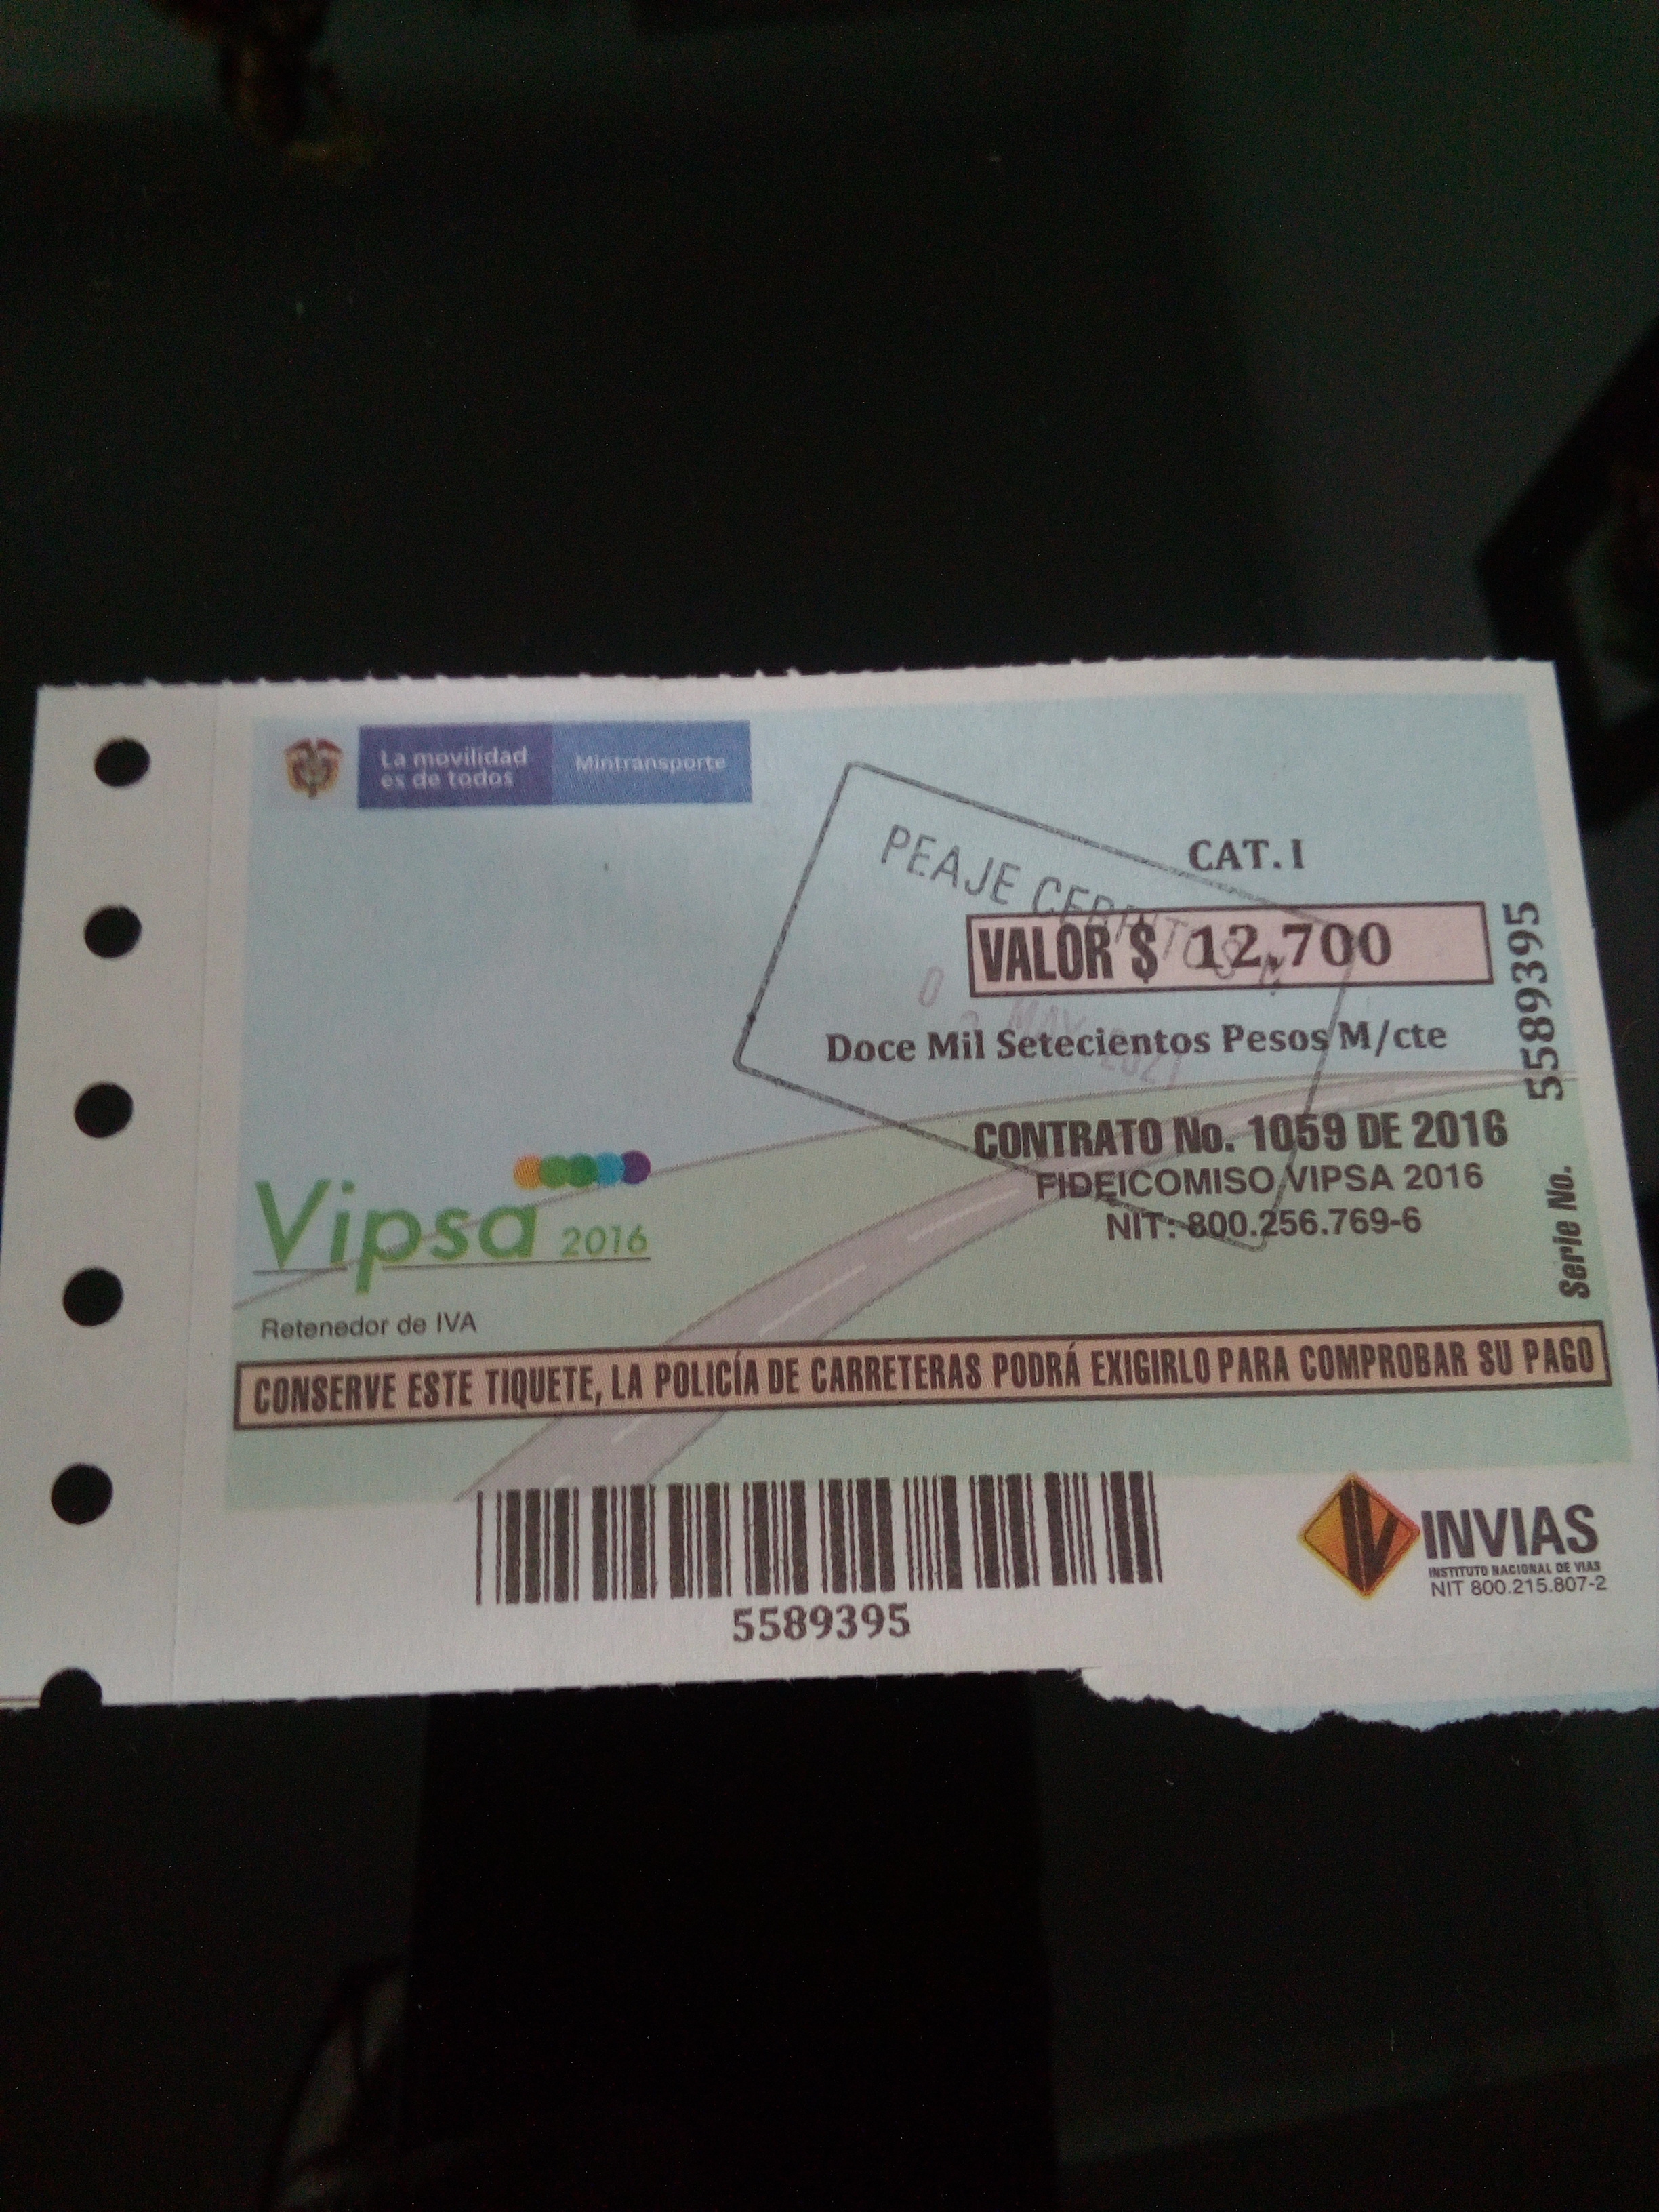 La movilidad
es de todos
Mintransporte
PEAJE CERRITOS
MAY 2021
CAT. I
VALOR $ 12,700
Doce Mil Setecientos Pesos M/cte
CONTRATO No. 1059 DE 2016
FIDEICOMISO VIPSA 2016
NIT: 800.256.769-6
Serie No. 5589395
Vipsa 2016
Retenedor de IVA
CONSERVE ESTE TIQUETE, LA POLICÍA DE CARRETERAS PODRÁ EXIGIRLO PARA COMPROBAR SU PAGO
5589395
INVIAS
INSTITUTO NACIONAL DE VIAS
NIT 800.215.807-2